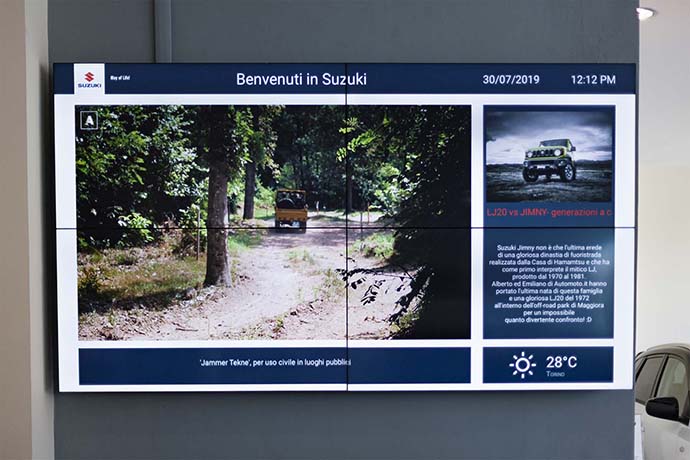 SUZUKI
Way of Life!
Benvenuti in Suzuki
30/07/2019
12:12 PM
A
LJ20 vs JIMNY- generazioni a c
Suzuki Jimny non è che l'ultima erede
di una gloriosa dinastia di fuoristrada
realizzata dalla Casa di Hamamtsu e che ha
come primo interprete il mitico LJ,
prodotto dal 1970 al 1981.
Alberto ed Emiliano di Automoto.it hanno
portato l'ultima nata di questa famiglia
e una gloriosa LJ20 del 1972
all'interno dell'off-road park di Maggiora
per un impossibile
quanto divertente confronto! :D
'Jammer Tekne', per uso civile in luoghi pubblici
28°C
Torino